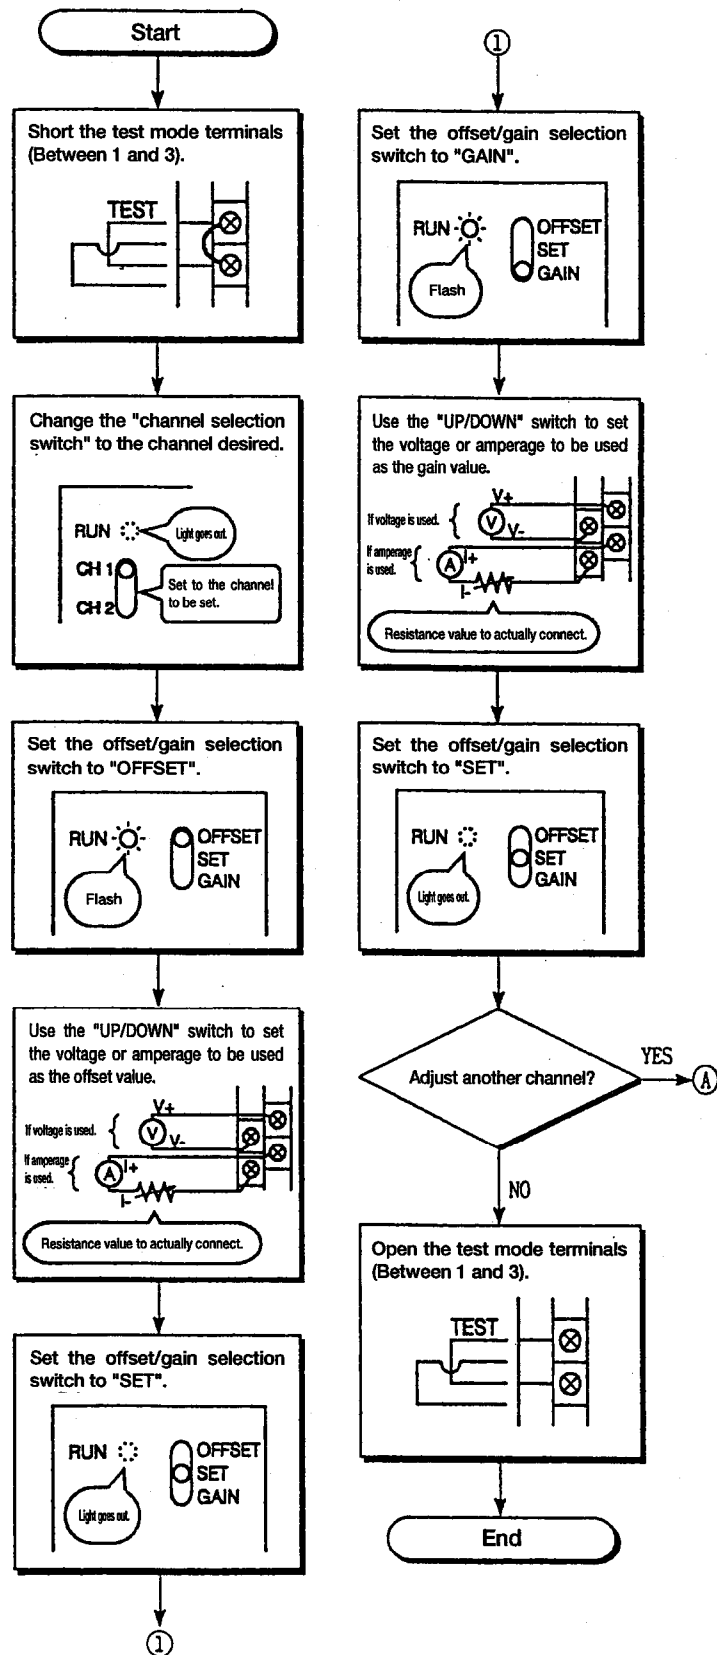 Start
Short the test mode terminals
(Between 1 and 3).
TEST
Change the "channel selection
switch" to the channel desired.
RUN
Light goes out.
CH 1
CH 2
Set to the channel
to be set.
Set the offset/gain selection
switch to "OFFSET".
RUN
OFFSET
SET
GAIN
Flash
Use the "UP/DOWN" switch to set
the voltage or amperage to be used
as the offset value.
V+
If voltage is used.
V
V-
If amperage
is used.
A
I+
I-
Resistance value to actually connect.
Set the offset/gain selection
switch to "SET".
RUN
OFFSET
SET
GAIN
Light goes out.
1
1
Set the offset/gain selection
switch to "GAIN".
RUN
OFFSET
SET
GAIN
Flash
Use the "UP/DOWN" switch to set
the voltage or amperage to be used
as the gain value.
V+
If voltage is used.
V
V-
If amperage
is used.
A
I+
I-
Resistance value to actually connect.
Set the offset/gain selection
switch to "SET".
RUN
OFFSET
SET
GAIN
Light goes out.
Adjust another channel?
YES
A
NO
Open the test mode terminals
(Between 1 and 3).
TEST
End